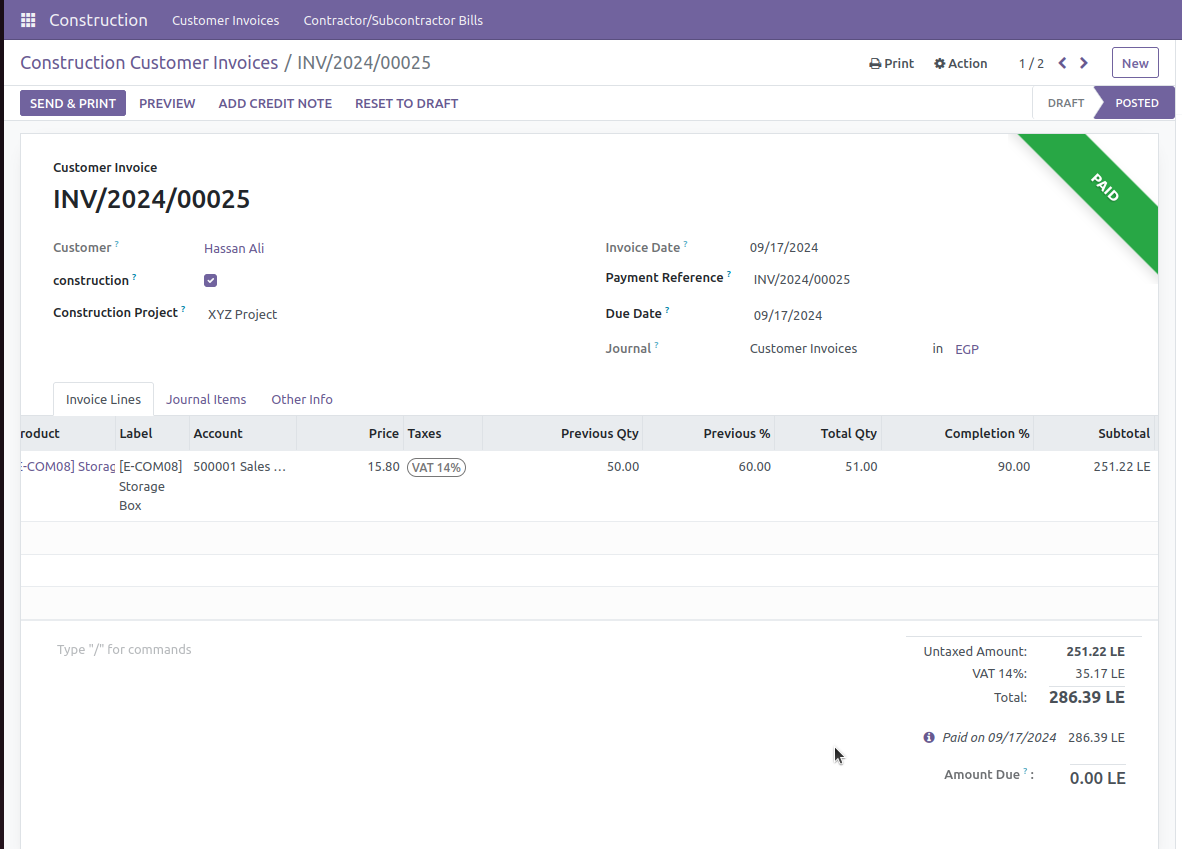 Construction Customer Invoices Contractor/Subcontractor Bills
Construction Customer Invoices / INV/2024/00025 Print Action 1 / 2 New
SEND & PRINT PREVIEW ADD CREDIT NOTE RESET TO DRAFT DRAFT POSTED
PAID
Customer Invoice
INV/2024/00025
Customer ? Hassan Ali Invoice Date ? 09/17/2024
construction ? Payment Reference ? INV/2024/00025
Construction Project ? XYZ Project Due Date ? 09/17/2024
Journal ? Customer Invoices in EGP
Invoice Lines Journal Items Other Info
roduct Label Account Price Taxes Previous Qty Previous % Total Qty Completion % Subtotal
E-COM08] Storag [E-COM08] 500001 Sales ... 15.80 VAT 14% 50.00 60.00 51.00 90.00 251.22 LE
Storage
Box
Type "/" for commands
Untaxed Amount: 251.22 LE
VAT 14%: 35.17 LE
Total: 286.39 LE
Paid on 09/17/2024 286.39 LE
Amount Due ? : 0.00 LE